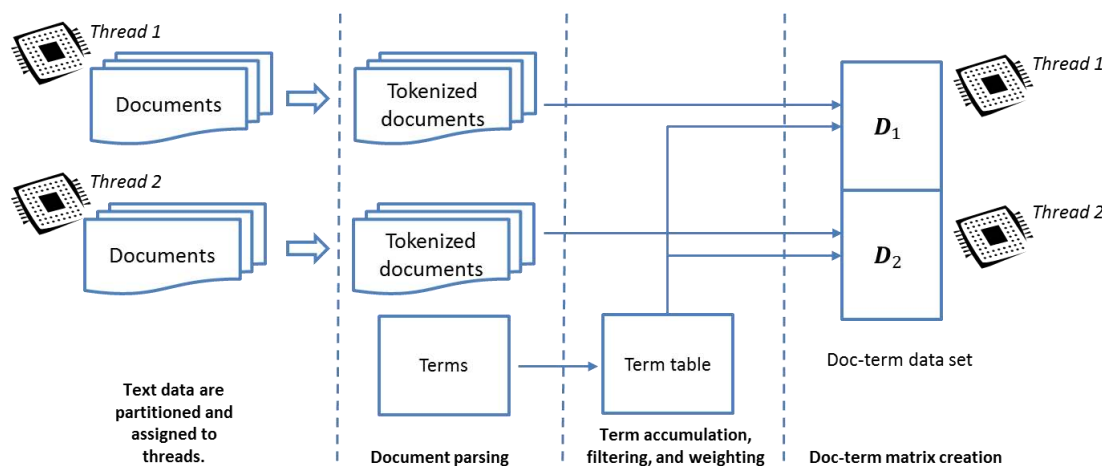 Thread 1
Documents
Tokenized
documents
D1
Thread 1
Thread 2
Documents
Tokenized
documents
D2
Thread 2
Terms
Term table
Doc-term data set
Text data are
partitioned and
assigned to
threads.
Document parsing
Term accumulation,
filtering, and weighting
Doc-term matrix creation